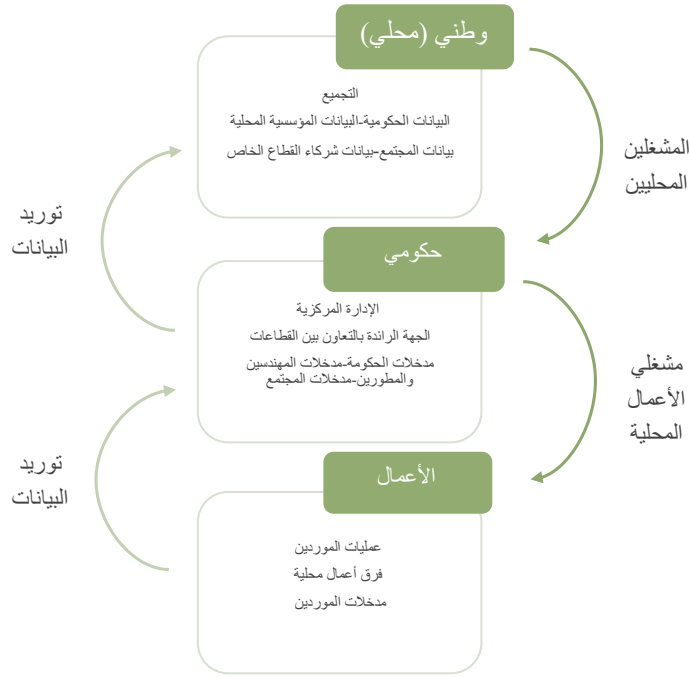 وطني (محلي)
التجميع
البيانات الحكومية-البيانات المؤسسية المحلية
بيانات المجتمع-بيانات شركاء القطاع الخاص
المشغلين
المحليين
توريد
البيانات
حكومي
الإدارة المركزية
الجهة الرائدة بالتعاون بين القطاعات
مدخلات الحكومة-مدخلات المهندسين
والمطورين-مدخلات المجتمع
مشغلي
الأعمال
المحلية
توريد
البيانات
الأعمال
عمليات الموردين
فرق أعمال محلية
مدخلات الموردين